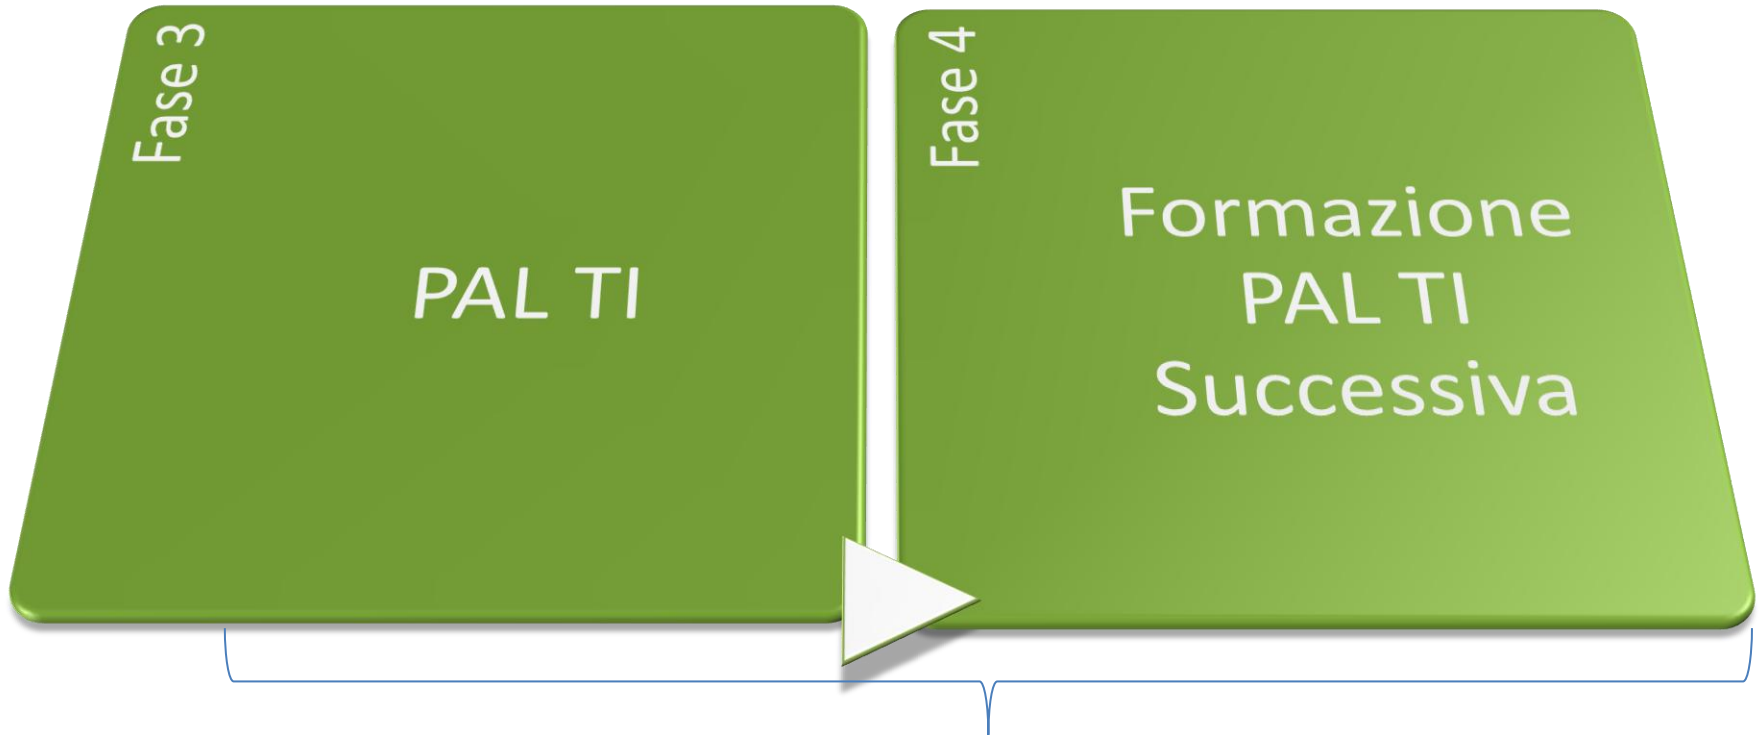 Fase 3
PAL TI
Fase 4
Formazione
PAL TI
Successiva